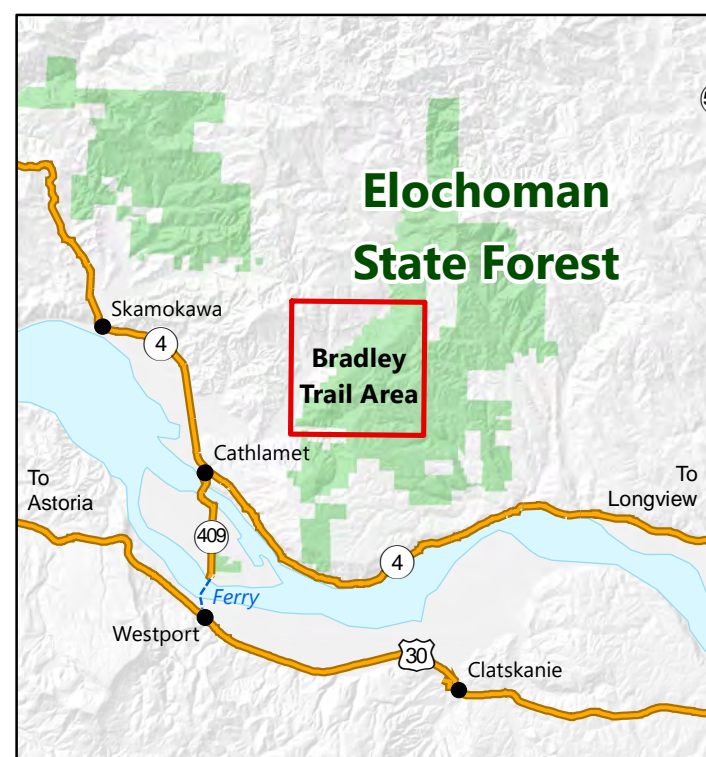 Elochoman
State Forest
Skamokawa
4
Bradley
Trail Area
Cathlamet
To
Astoria
To
Longview
409
4
Ferry
Westport
30
Clatskanie